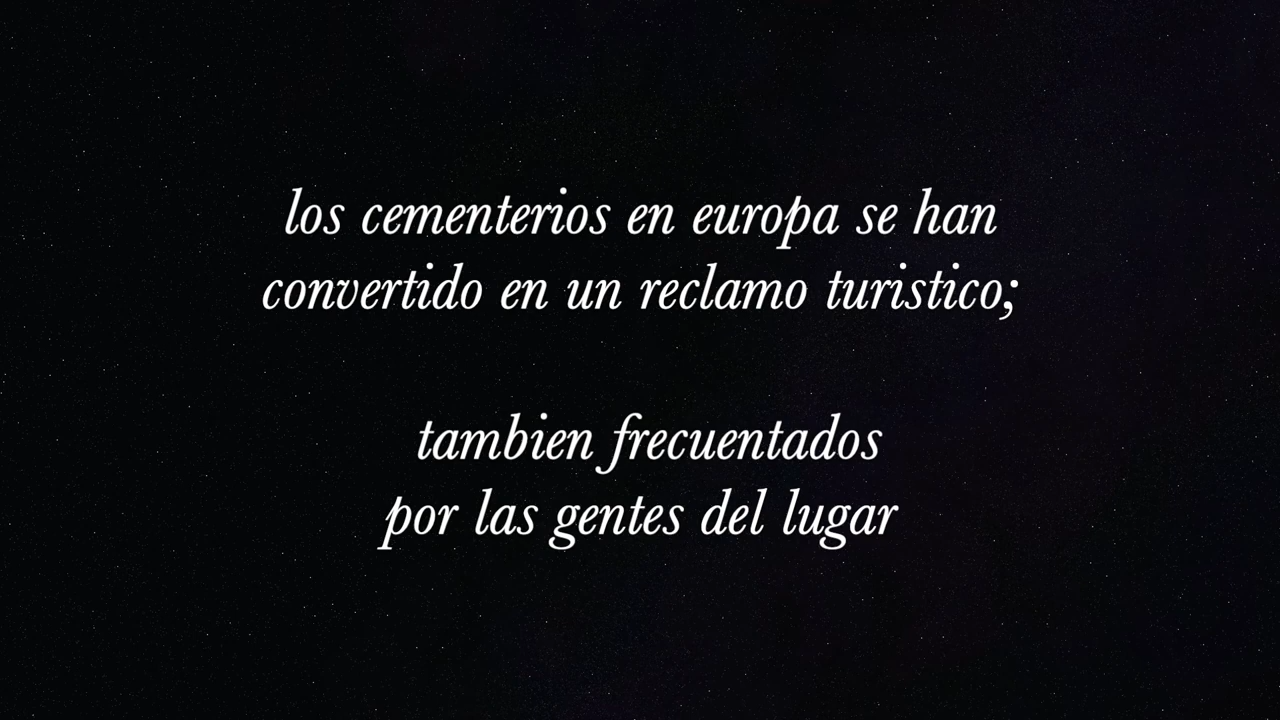 los cementerios en europa se han
convertido en un reclamo turistico;
tambien frecuentados
por las gentes del lugar